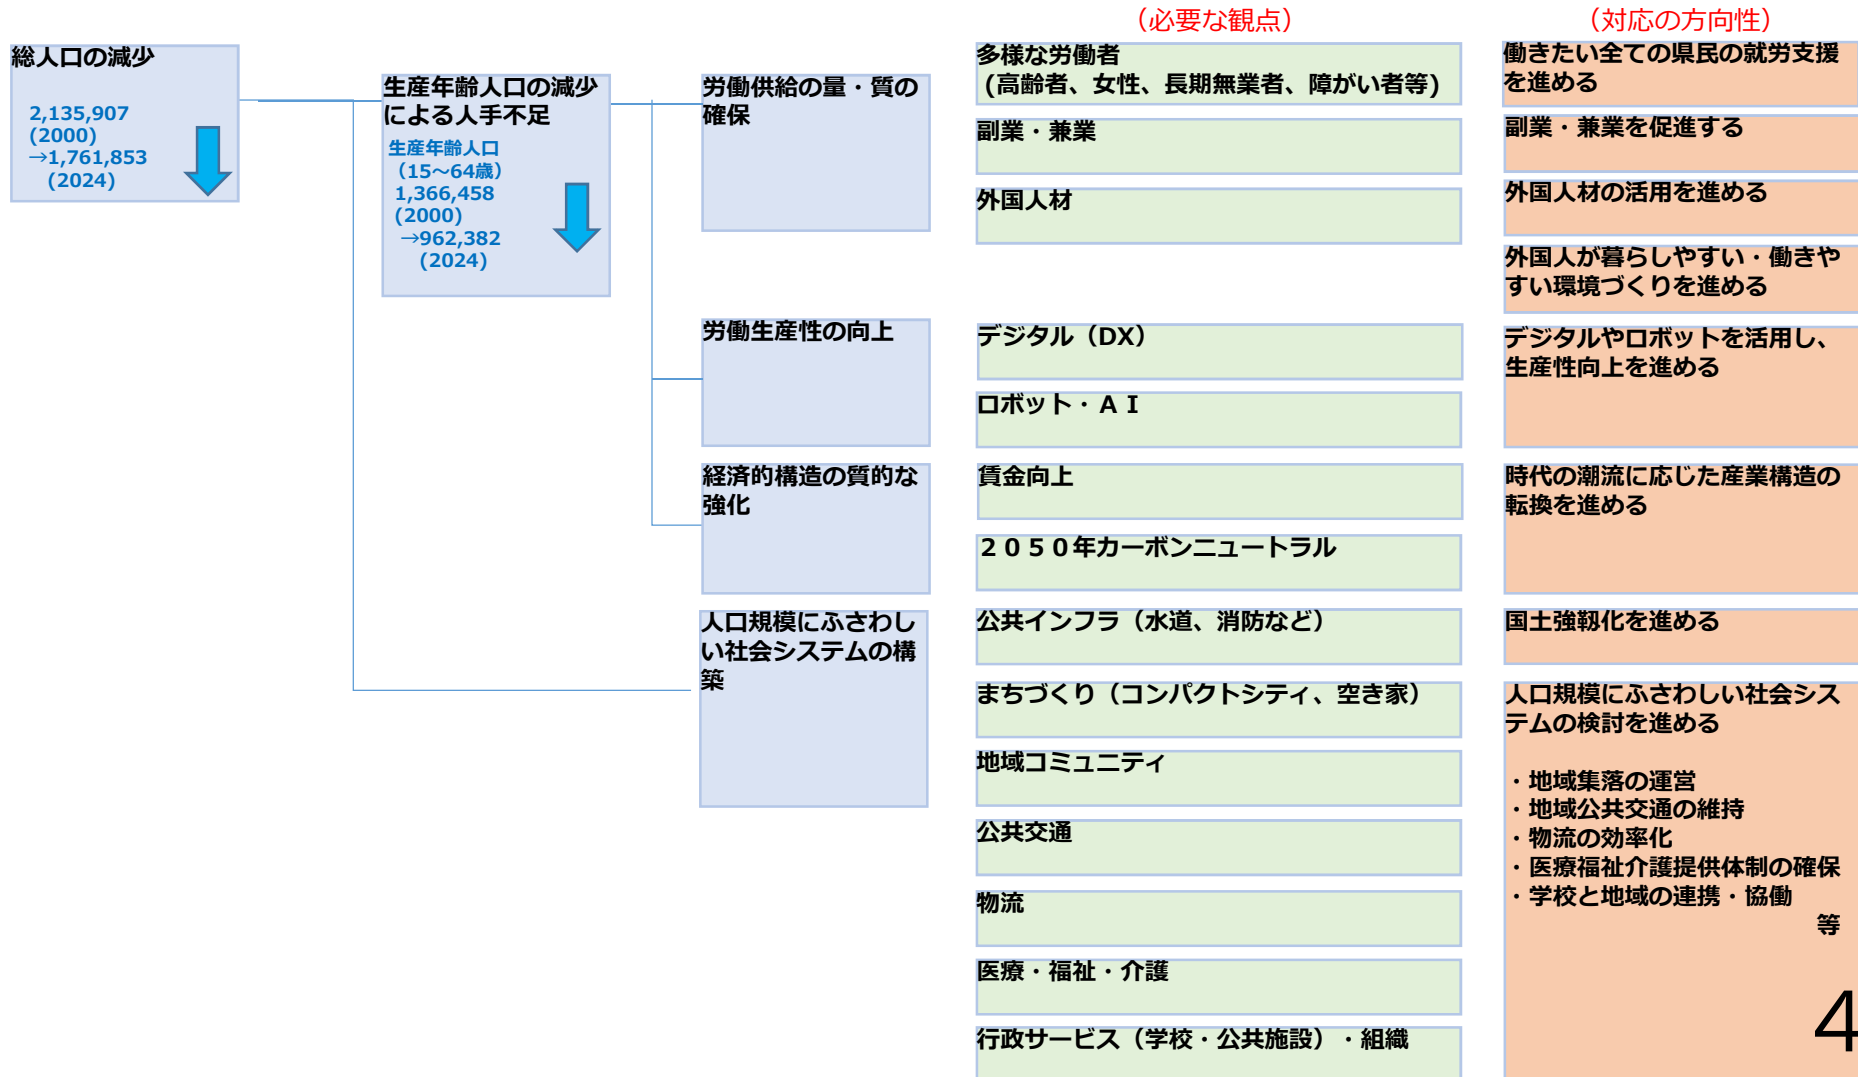 （必要な観点）
（対応の方向性）
総人口の減少
2,135,907
(2000)
→1,761,853
(2024)
生産年齢人口の減少
による人手不足
生産年齢人口
（15～64歳）
1,366,458
(2000)
→962,382
(2024)
労働供給の量・質の
確保
労働生産性の向上
経済的構造の質的な
強化
人口規模にふさわし
い社会システムの構
築
多様な労働者
(高齢者、女性、長期無業者、障がい者等)
副業・兼業
外国人材
デジタル（DX）
ロボット・ＡＩ
賃金向上
２０５０年カーボンニュートラル
公共インフラ（水道、消防など）
まちづくり（コンパクトシティ、空き家）
地域コミュニティ
公共交通
物流
医療・福祉・介護
行政サービス（学校・公共施設）・組織
働きたい全ての県民の就労支援
を進める
副業・兼業を促進する
外国人材の活用を進める
外国人が暮らしやすい・働きや
すい環境づくりを進める
デジタルやロボットを活用し、
生産性向上を進める
時代の潮流に応じた産業構造の
転換を進める
国土強靱化を進める
人口規模にふさわしい社会シス
テムの検討を進める
・地域集落の運営
・地域公共交通の維持
・物流の効率化
・医療福祉介護提供体制の確保
・学校と地域の連携・協働
等
4